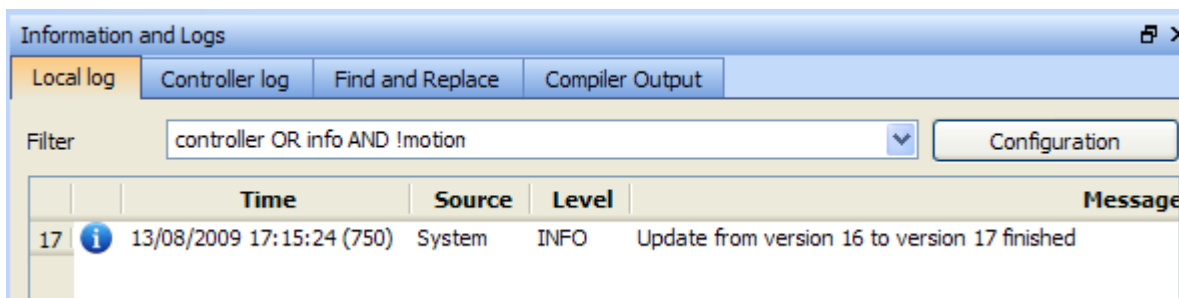 Information and Logs
Local log Controller log Find and Replace Compiler Output
Filter controller OR info AND !motion Configuration
Time Source Level Message
17 13/08/2009 17:15:24 (750) System INFO Update from version 16 to version 17 finished